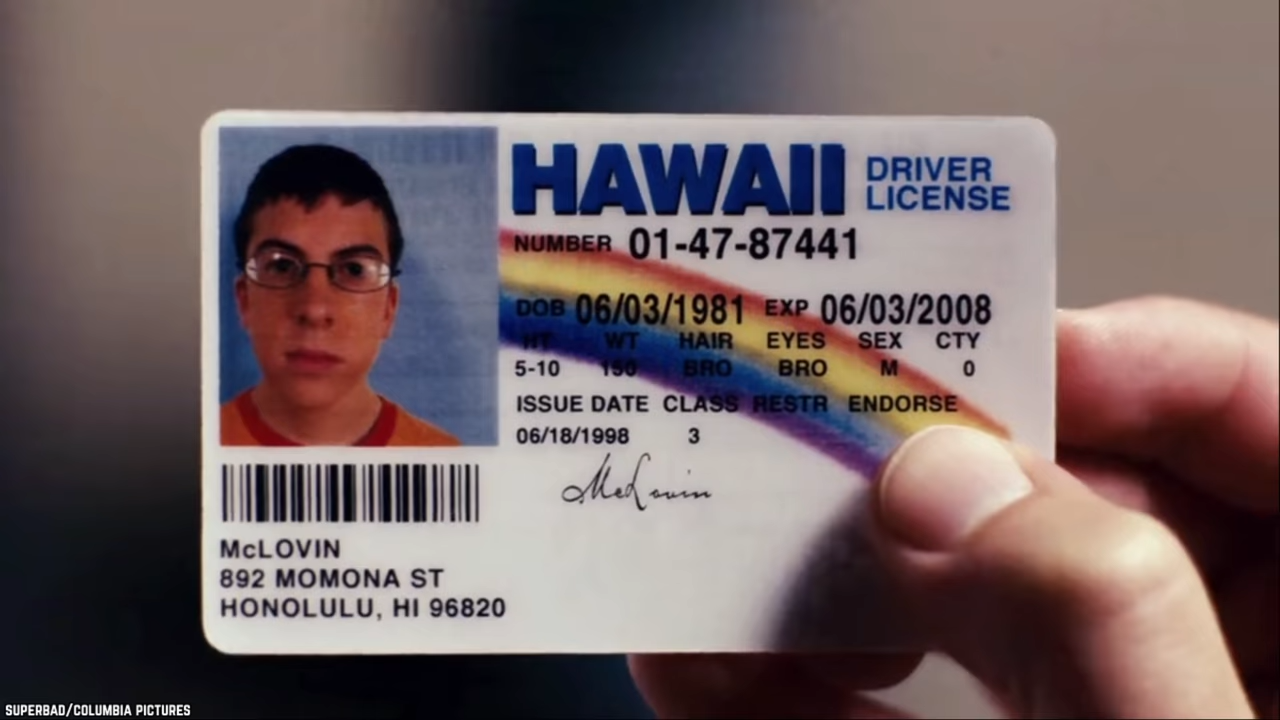 HAWAII DRIVER LICENSE
NUMBER 01-47-87441
DOB 06/03/1981 EXP 06/03/2008
HT WT HAIR EYES SEX CTY
5-10 150 BRO BRO M 0
ISSUE DATE CLASS RESTR ENDORSE
06/18/1998 3
McLovin
McLOVIN
892 MOMONA ST
HONOLULU, HI 96820
SUPERBAD/COLUMBIA PICTURES